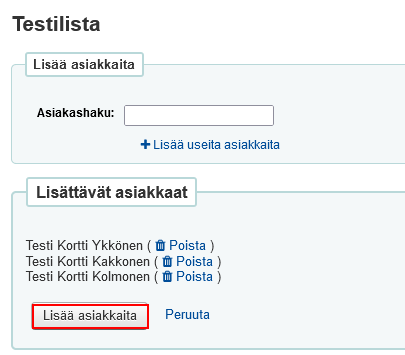 Testilista
Lisää asiakkaita
Asiakashaku:
Lisää useita asiakkaita
Lisättävät asiakkaat
Testi Kortti Ykkönen ( Poista )
Testi Kortti Kakkonen ( Poista )
Testi Kortti Kolmonen ( Poista )
Lisää asiakkaita Peruuta